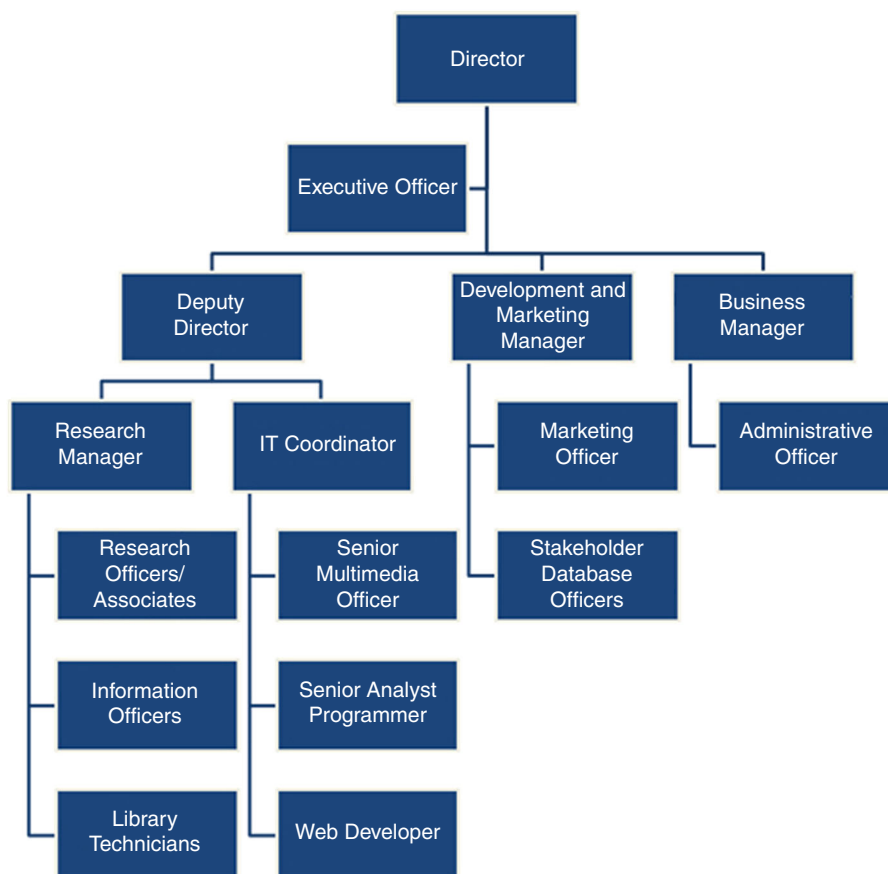 Director
Executive Officer
Deputy
Director
Development and
Marketing
Manager
Business
Manager
Research
Manager
IT Coordinator
Marketing
Officer
Administrative
Officer
Research
Officers/
Associates
Senior
Multimedia
Officer
Stakeholder
Database
Officers
Information
Officers
Senior Analyst
Programmer
Library
Technicians
Web Developer